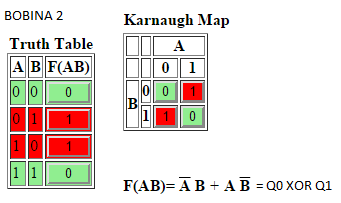 BOBINA 2
Karnaugh Map
Truth Table
A B F(AB)
0 0 0
0 1 1
1 0 1
1 1 0
A
0 1
B
0 0 1
1 1 0
F(AB)= A̅ B + A B̅ = Q0 XOR Q1